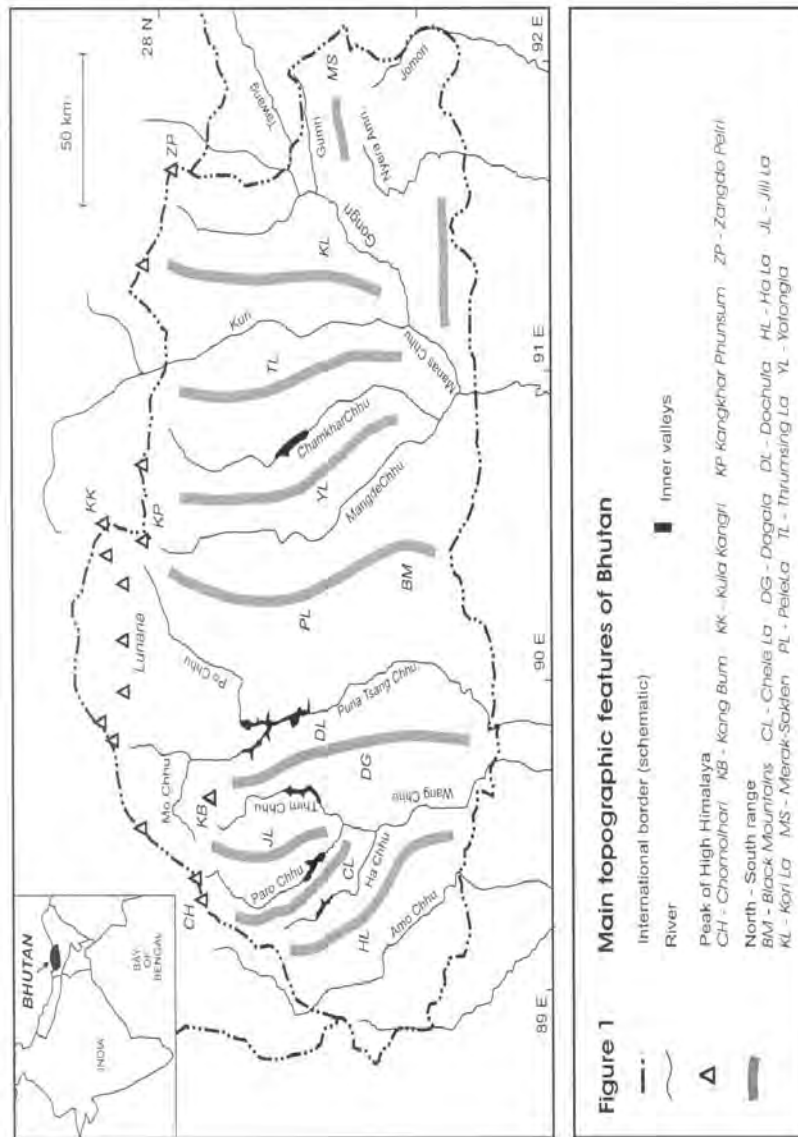 BHUTAN
INDIA
BAY
OF
BENGAL
50 km
28 N
89 E
90 E
91 E
92 E
CH
KB
KK
KP
ZP
Lunana
Mo Chhu
Po Chhu
Thim Chhu
Paro Chhu
Ha Chhu
Amo Chhu
Wang Chhu
Puna Tsang Chhu
MangdeChhu
ChamkharChhu
Kuri
Manas Chhu
Gongri
Tawang
Gumri
Nyera Amri
Jomori
JL
CL
HL
DL
DG
PL
BM
YL
TL
KL
MS
Figure 1 Main topographic features of Bhutan
International border (schematic)
River
Inner valleys
Peak of High Himalaya
CH - Chomolhari KB - Kang Bum KK - Kula Kangri KP Kangkhar Phunsum ZP - Zangdo Pelri
North - South range
BM - Black Mountains CL - Chele La DG - Dagala DL - Dochula HL - Ha La JL - Jili La
KL - Kori La MS - Merak-Sakten PL - PeleLa TL - Thrumsing La YL - Yotongla